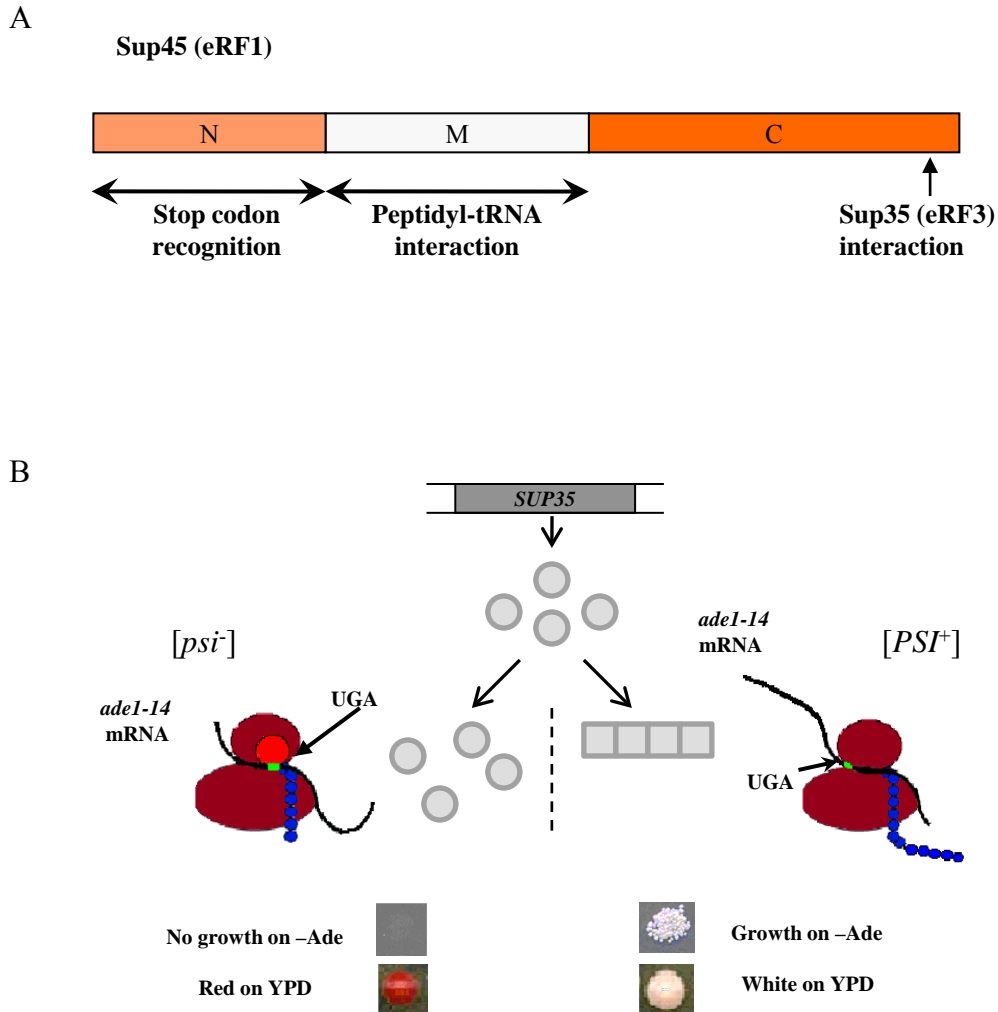 A
Sup45 (eRF1)
N
M
C
Stop codon
recognition
Peptidyl-tRNA
interaction
Sup35 (eRF3)
interaction
B
SUP35
[psi-]
ade1-14
mRNA
UGA
ade1-14
mRNA
[PSI+]
UGA
No growth on –Ade
Growth on –Ade
Red on YPD
White on YPD